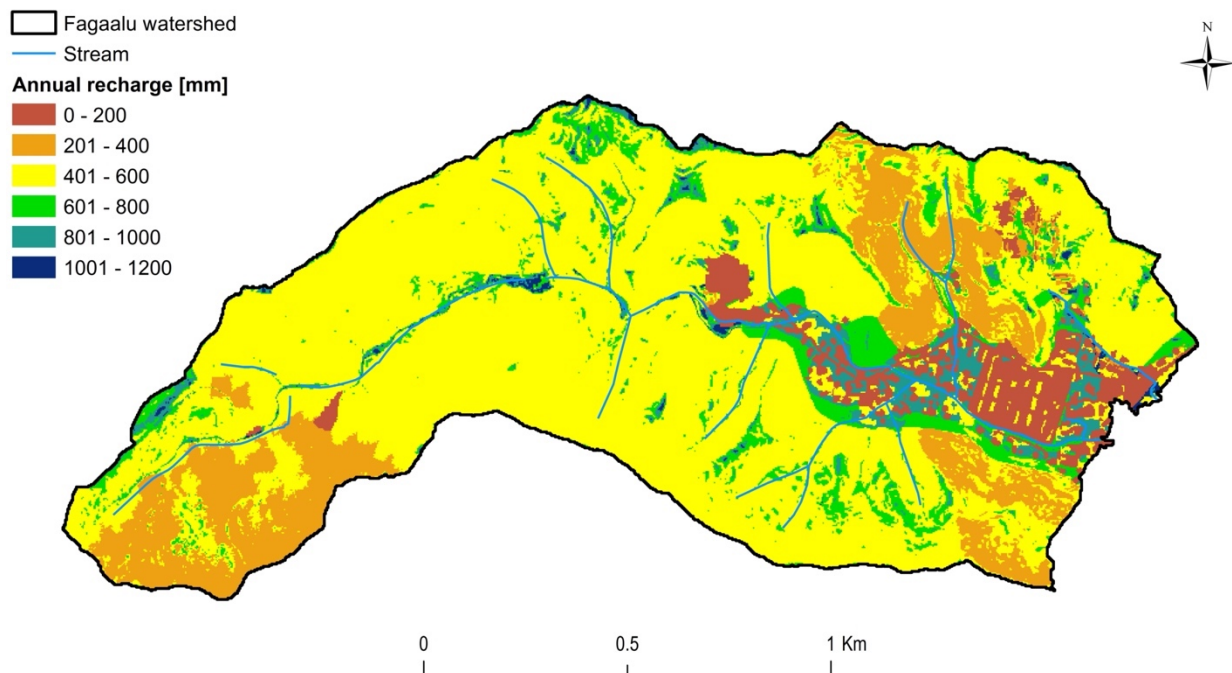 Fagaalu watershed
Stream
Annual recharge [mm]
0 - 200
201 - 400
401 - 600
601 - 800
801 - 1000
1001 - 1200
N
0 0.5 1 Km